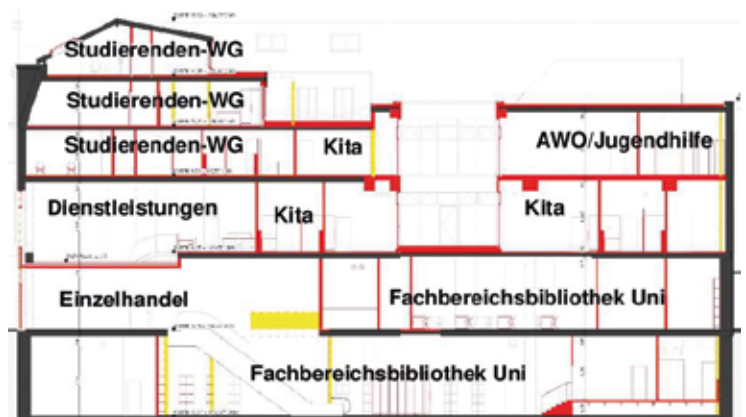 Studierenden-WG
Studierenden-WG
Studierenden-WG
Kita
AWO/Jugendhilfe
Dienstleistungen
Kita
Kita
Einzelhandel
Fachbereichsbibliothek Uni
Fachbereichsbibliothek Uni